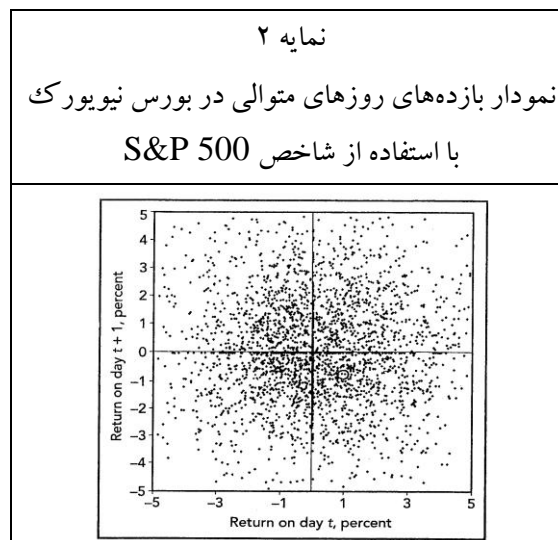 نمایه ۲
نمودار بازده‌های روزهای متوالی در بورس نیویورک
با استفاده از شاخص S&P 500
5
4
3
2
1
0
−1
−2
−3
−4
−5
Return on day t + 1, percent
−5 −3 −1 1 3 5
Return on day t, percent